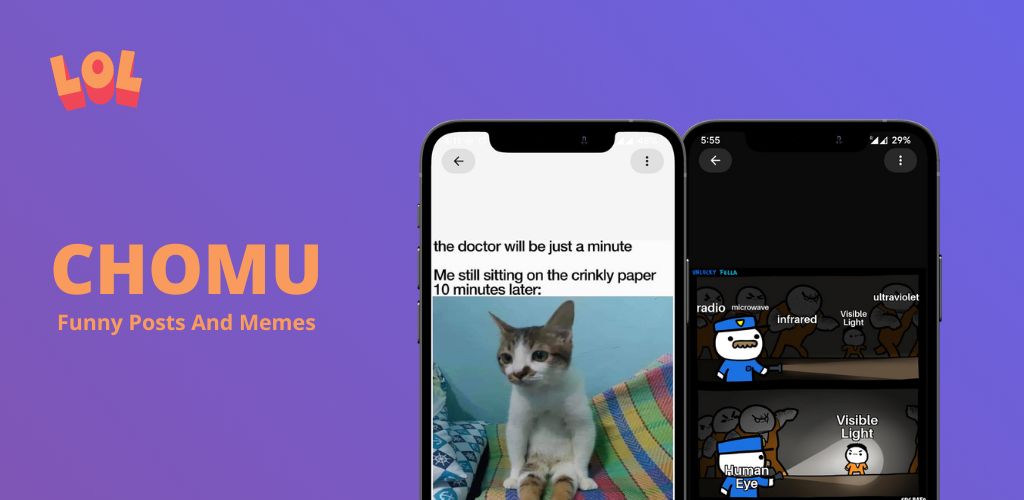 LOL
CHOMU
Funny Posts And Memes
the doctor will be just a minute
Me still sitting on the crinkly paper
10 minutes later:
5:55
29%
UNLUCKY FELLA
radio
microwave
infrared
Visible
Light
ultraviolet
Visible
Light
Human
Eye